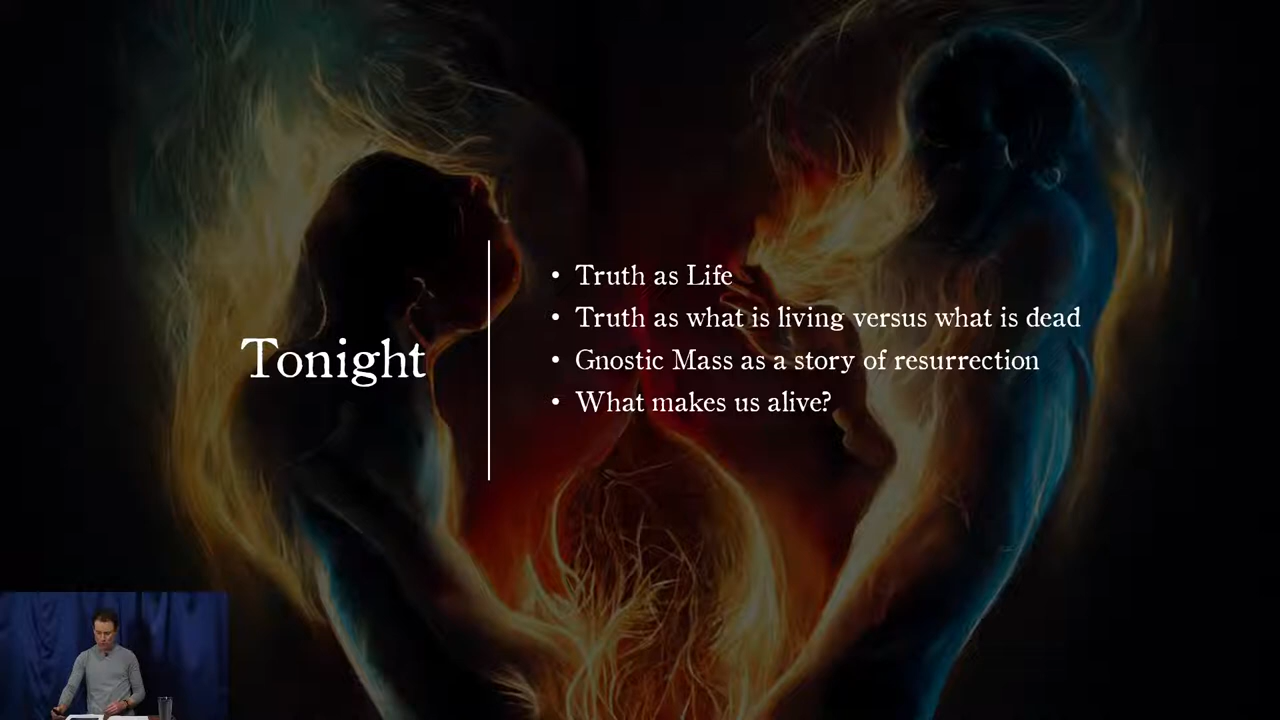 Tonight
• Truth as Life
• Truth as what is living versus what is dead
• Gnostic Mass as a story of resurrection
• What makes us alive?